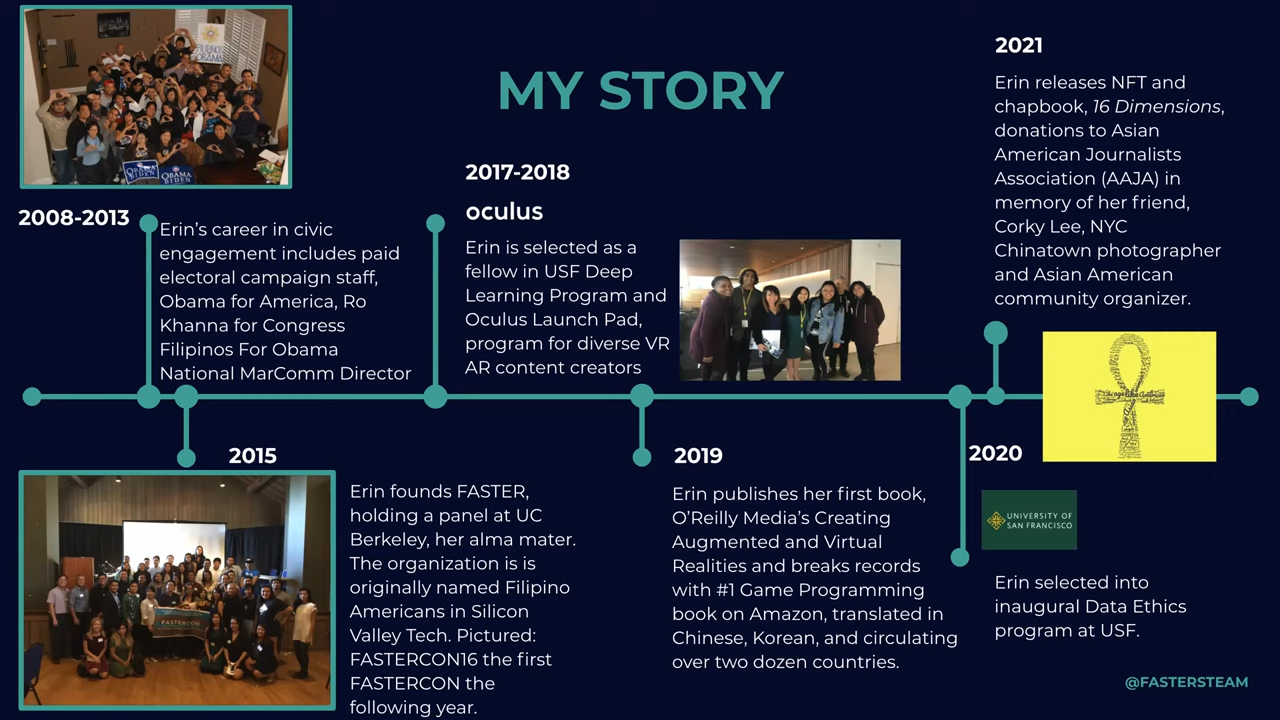 MY STORY
2008-2013
Erin’s career in civic
engagement includes paid
electoral campaign staff,
Obama for America, Ro
Khanna for Congress
Filipinos For Obama
National MarComm Director
2015
Erin founds FASTER,
holding a panel at UC
Berkeley, her alma mater.
The organization is is
originally named Filipino
Americans in Silicon
Valley Tech. Pictured:
FASTERCON16 the first
FASTERCON the
following year.
FASTERCON
2017-2018
oculus
Erin is selected as a
fellow in USF Deep
Learning Program and
Oculus Launch Pad,
program for diverse VR
AR content creators
2019
Erin publishes her first book,
O’Reilly Media’s Creating
Augmented and Virtual
Realities and breaks records
with #1 Game Programming
book on Amazon, translated in
Chinese, Korean, and circulating
over two dozen countries.
2020
UNIVERSITY OF
SAN FRANCISCO
Erin selected into
inaugural Data Ethics
program at USF.
2021
Erin releases NFT and
chapbook, 16 Dimensions,
donations to Asian
American Journalists
Association (AAJA) in
memory of her friend,
Corky Lee, NYC
Chinatown photographer
and Asian American
community organizer.
FILIPINOS
OBAMA
OBAMA
BIDEN
OBAMA
BIDEN
@FASTERSTEAM